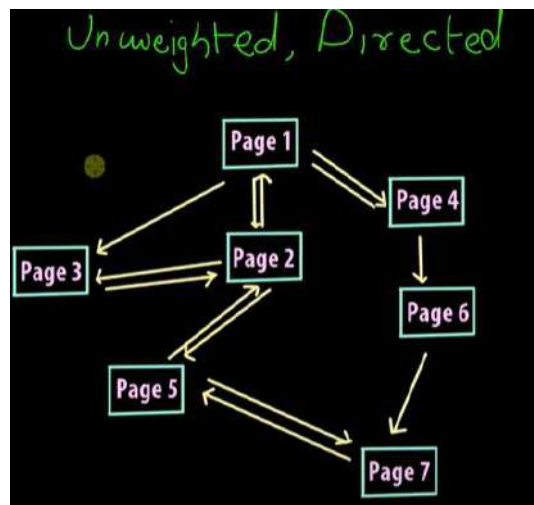 Unweighted, Directed
Page 1
Page 4
Page 3
Page 2
Page 6
Page 5
Page 7